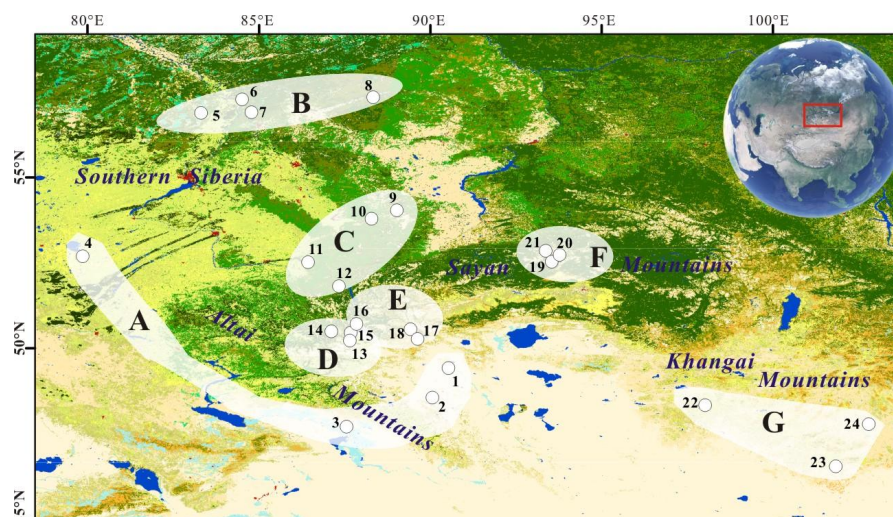 80°E 85°E 90°E 95°E 100°E
8
6
B
5 7
55°N
Southern Siberia
9
10
4
C
21 20
11
F
19
Sayan Mountains
12
E
A
16
Altai
14 15 18 17
50°N
13
D
Khangai
1
Mountains
2
22
3
Mountains
G
24
23
5°N